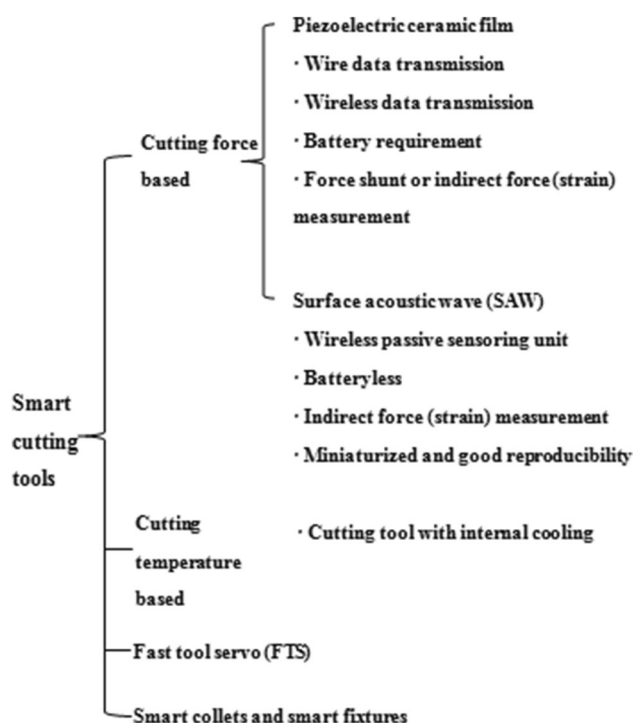 Smart
cutting
tools
Cutting force
based
Piezoelectric ceramic film
· Wire data transmission
· Wireless data transmission
· Battery requirement
· Force shunt or indirect force (strain)
measurement
Surface acoustic wave (SAW)
· Wireless passive sensoring unit
· Batteryless
· Indirect force (strain) measurement
· Miniaturized and good reproducibility
Cutting
temperature
based
· Cutting tool with internal cooling
Fast tool servo (FTS)
Smart collets and smart fixtures